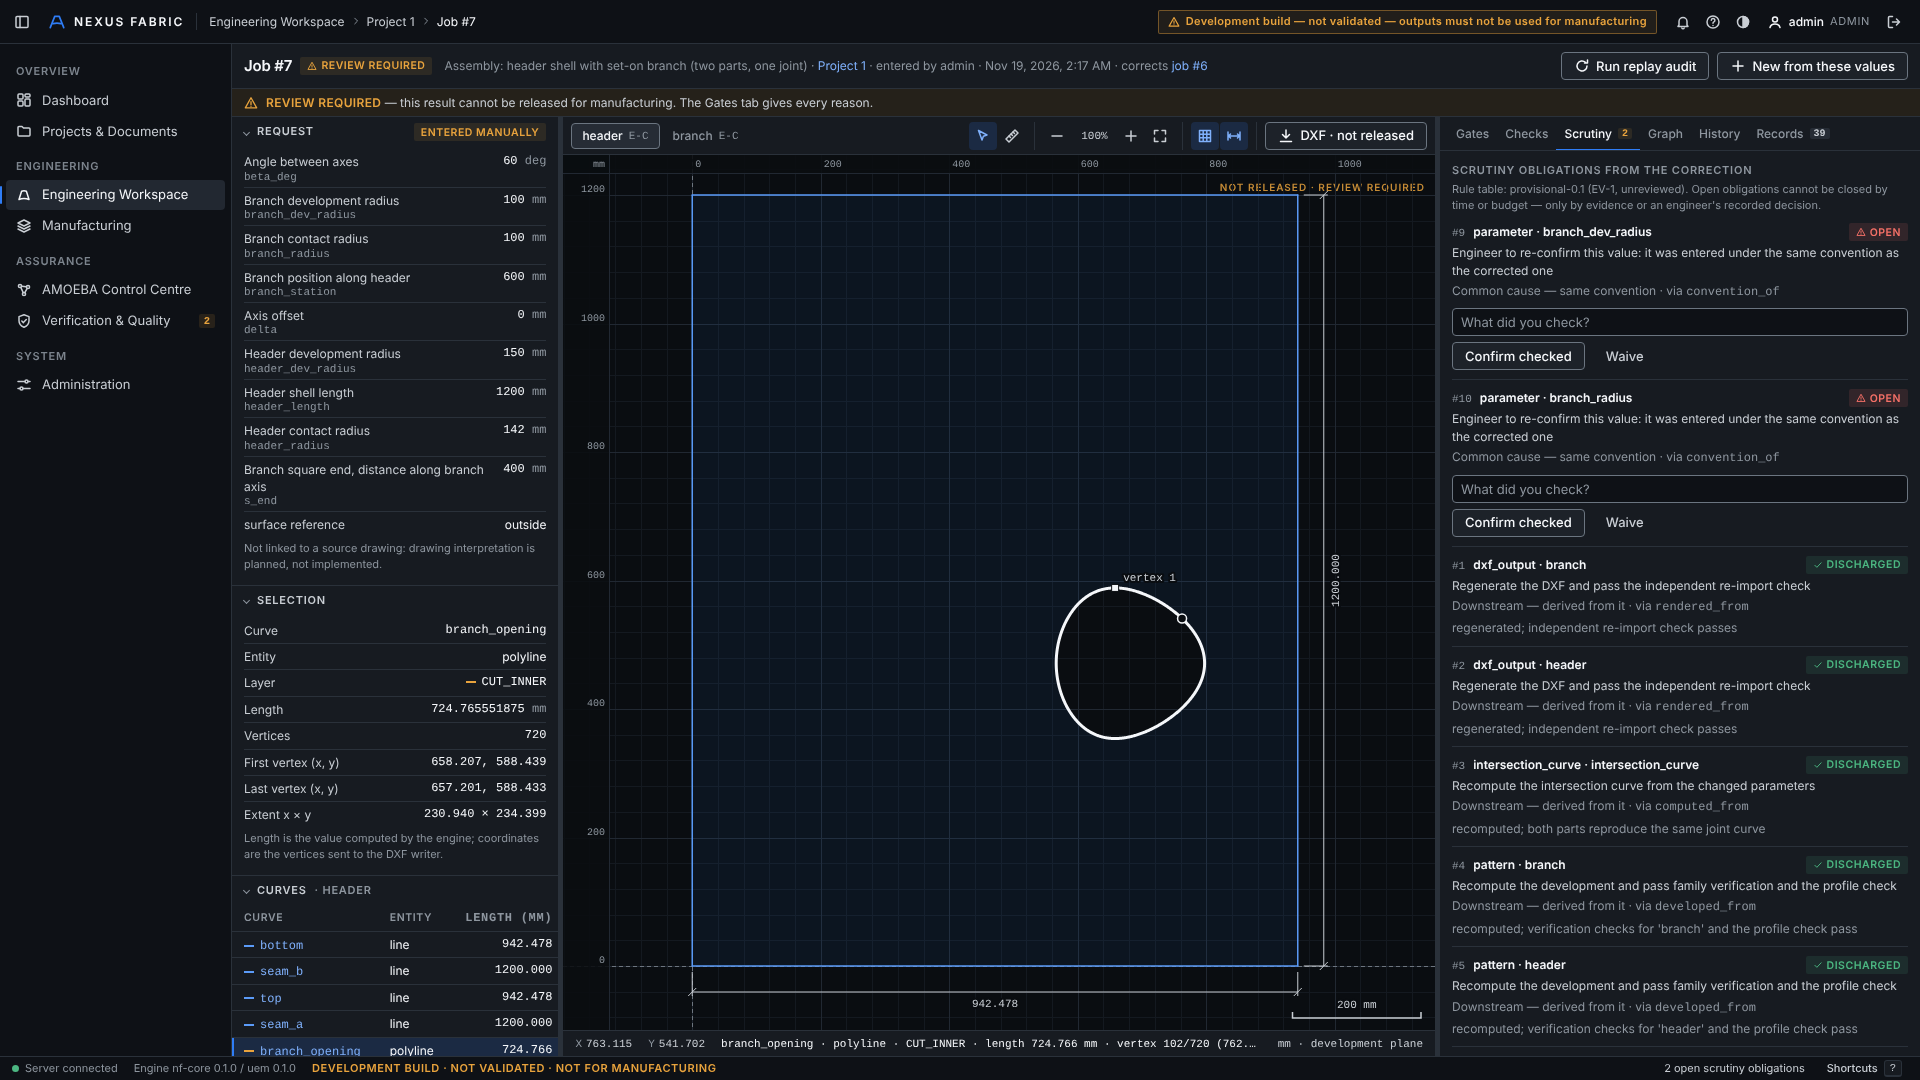 NEXUS FABRIC
Engineering Workspace > Project 1 > Job #7
Development build — not validated — outputs must not be used for manufacturing
admin ADMIN
OVERVIEW
Dashboard
Projects & Documents
ENGINEERING
Engineering Workspace
Manufacturing
ASSURANCE
AMOEBA Control Centre
Verification & Quality 2
SYSTEM
Administration
Job #7 REVIEW REQUIRED Assembly: header shell with set-on branch (two parts, one joint) · Project 1 · entered by admin · Nov 19, 2026, 2:17 AM · corrects job #6
Run replay audit
New from these values
REVIEW REQUIRED — this result cannot be released for manufacturing. The Gates tab gives every reason.
REQUEST ENTERED MANUALLY
Angle between axes 60 deg
beta_deg
Branch development radius 100 mm
branch_dev_radius
Branch contact radius 100 mm
branch_radius
Branch position along header 600 mm
branch_station
Axis offset 0 mm
delta
Header development radius 150 mm
header_dev_radius
Header shell length 1200 mm
header_length
Header contact radius 142 mm
header_radius
Branch square end, distance along branch 400 mm
axis
s_end
surface reference outside
Not linked to a source drawing: drawing interpretation is
planned, not implemented.
SELECTION
Curve branch_opening
Entity polyline
Layer CUT_INNER
Length 724.765551875 mm
Vertices 720
First vertex (x, y) 658.207, 588.439
Last vertex (x, y) 657.201, 588.433
Extent x × y 230.940 × 234.399
Length is the value computed by the engine; coordinates
are the vertices sent to the DXF writer.
CURVES · HEADER
CURVE ENTITY LENGTH (MM)
bottom line 942.478
seam_b line 1200.000
top line 942.478
seam_a line 1200.000
branch_opening polyline 724.766
header E-C
branch E-C
100%
DXF · not released
mm 0 200 400 600 800 1000
1200
1000
800
600
400
200
0
NOT RELEASED · REVIEW REQUIRED
vertex 1
1200.000
942.478
200 mm
X 763.115 Y 541.702 branch_opening · polyline · CUT_INNER · length 724.766 mm · vertex 102/720 (762.… mm · development plane
Gates Checks Scrutiny 2 Graph History Records 39
SCRUTINY OBLIGATIONS FROM THE CORRECTION
Rule table: provisional-0.1 (EV-1, unreviewed). Open obligations cannot be closed by
time or budget — only by evidence or an engineer's recorded decision.
#9 parameter · branch_dev_radius OPEN
Engineer to re-confirm this value: it was entered under the same convention as
the corrected one
Common cause — same convention · via convention_of
What did you check?
Confirm checked Waive
#10 parameter · branch_radius OPEN
Engineer to re-confirm this value: it was entered under the same convention as
the corrected one
Common cause — same convention · via convention_of
What did you check?
Confirm checked Waive
#1 dxf_output · branch DISCHARGED
Regenerate the DXF and pass the independent re-import check
Downstream — derived from it · via rendered_from
regenerated; independent re-import check passes
#2 dxf_output · header DISCHARGED
Regenerate the DXF and pass the independent re-import check
Downstream — derived from it · via rendered_from
regenerated; independent re-import check passes
#3 intersection_curve · intersection_curve DISCHARGED
Recompute the intersection curve from the changed parameters
Downstream — derived from it · via computed_from
recomputed; both parts reproduce the same joint curve
#4 pattern · branch DISCHARGED
Recompute the development and pass family verification and the profile check
Downstream — derived from it · via developed_from
recomputed; verification checks for 'branch' and the profile check pass
#5 pattern · header DISCHARGED
Recompute the development and pass family verification and the profile check
Downstream — derived from it · via developed_from
recomputed; verification checks for 'header' and the profile check pass
Server connected Engine nf-core 0.1.0 / uem 0.1.0 DEVELOPMENT BUILD · NOT VALIDATED · NOT FOR MANUFACTURING
2 open scrutiny obligations Shortcuts ?